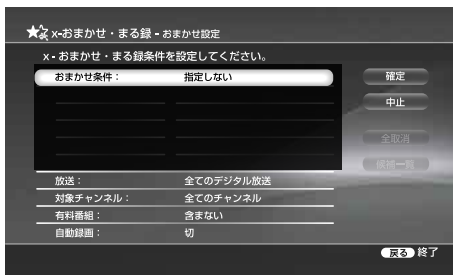 x-おまかせ・まる録 - おまかせ設定
x - おまかせ・まる録条件を設定してください。
おまかせ条件： 指定しない
確定
中止
全取消
候補一覧
放送： 全てのデジタル放送
対象チャンネル： 全てのチャンネル
有料番組： 含まない
自動録画： 切
戻る 終了